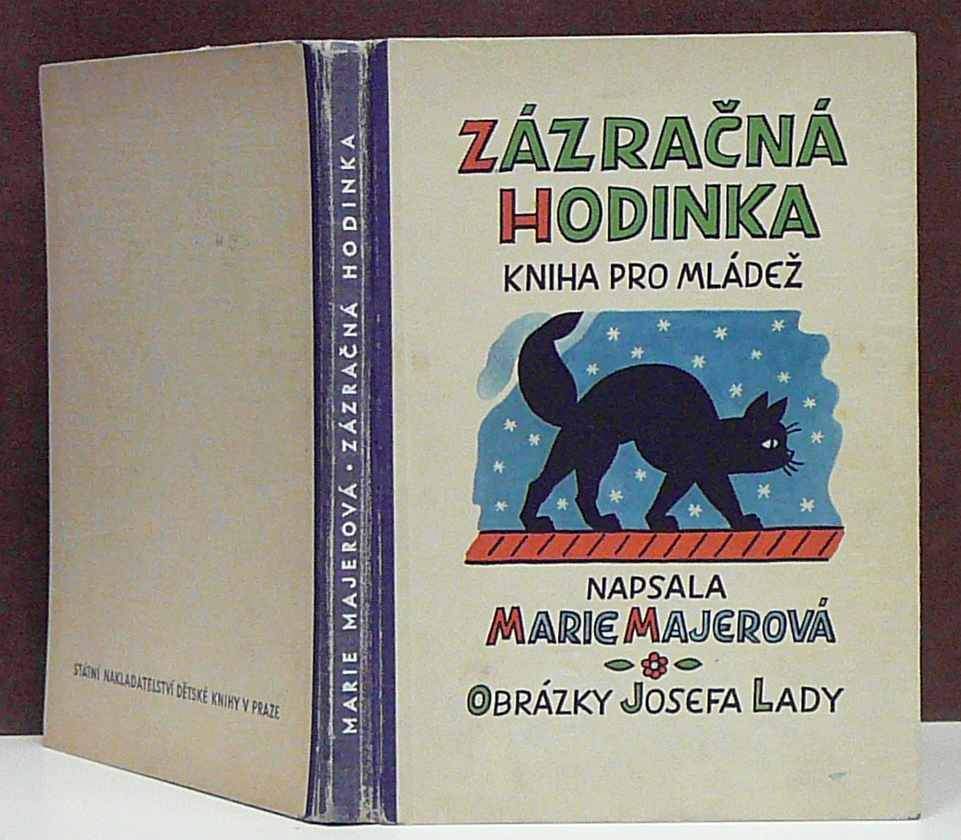 ZÁZRAČNÁ
HODINKA
KNIHA PRO MLÁDEŽ
NAPSALA
MARIE MAJEROVÁ
OBRÁZKY JOSEFA LADY
MARIE MAJEROVÁ · ZÁZRAČNÁ HODINKA
STÁTNÍ NAKLADATELSTVÍ DĚTSKÉ KNIHY V PRAZE